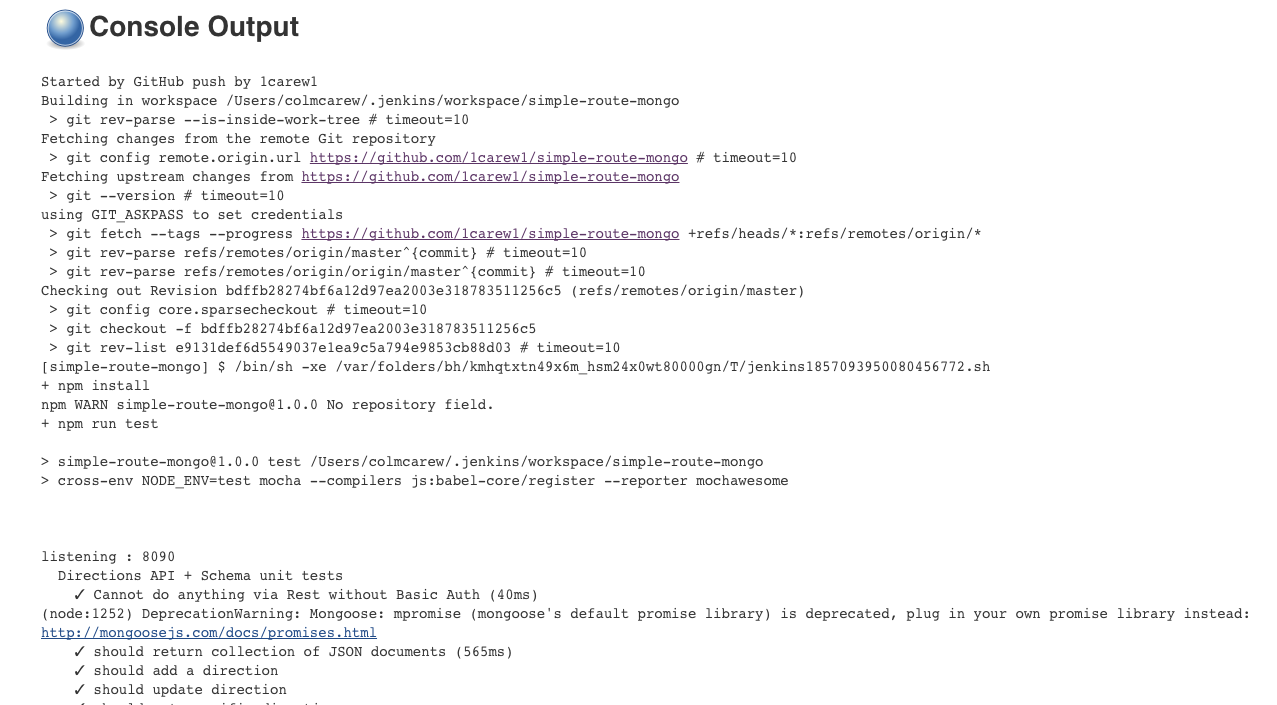 Console Output
Started by GitHub push by 1carew1
Building in workspace /Users/colmcarew/.jenkins/workspace/simple-route-mongo
 > git rev-parse --is-inside-work-tree # timeout=10
Fetching changes from the remote Git repository
 > git config remote.origin.url https://github.com/1carew1/simple-route-mongo # timeout=10
Fetching upstream changes from https://github.com/1carew1/simple-route-mongo
 > git --version # timeout=10
using GIT_ASKPASS to set credentials
 > git fetch --tags --progress https://github.com/1carew1/simple-route-mongo +refs/heads/*:refs/remotes/origin/*
 > git rev-parse refs/remotes/origin/master^{commit} # timeout=10
 > git rev-parse refs/remotes/origin/origin/master^{commit} # timeout=10
Checking out Revision bdffb28274bf6a12d97ea2003e318783511256c5 (refs/remotes/origin/master)
 > git config core.sparsecheckout # timeout=10
 > git checkout -f bdffb28274bf6a12d97ea2003e318783511256c5
 > git rev-list e9131def6d5549037e1ea9c5a794e9853cb88d03 # timeout=10
[simple-route-mongo] $ /bin/sh -xe /var/folders/bh/kmhqtxtn49x6m_hsm24x0wt80000gn/T/jenkins1857093950080456772.sh
+ npm install
npm WARN simple-route-mongo@1.0.0 No repository field.
+ npm run test
> simple-route-mongo@1.0.0 test /Users/colmcarew/.jenkins/workspace/simple-route-mongo
> cross-env NODE_ENV=test mocha --compilers js:babel-core/register --reporter mochawesome
listening : 8090
  Directions API + Schema unit tests
    ✓ Cannot do anything via Rest without Basic Auth (40ms)
(node:1252) DeprecationWarning: Mongoose: mpromise (mongoose's default promise library) is deprecated, plug in your own promise library instead:
http://mongoosejs.com/docs/promises.html
    ✓ should return collection of JSON documents (565ms)
    ✓ should add a direction
    ✓ should update direction